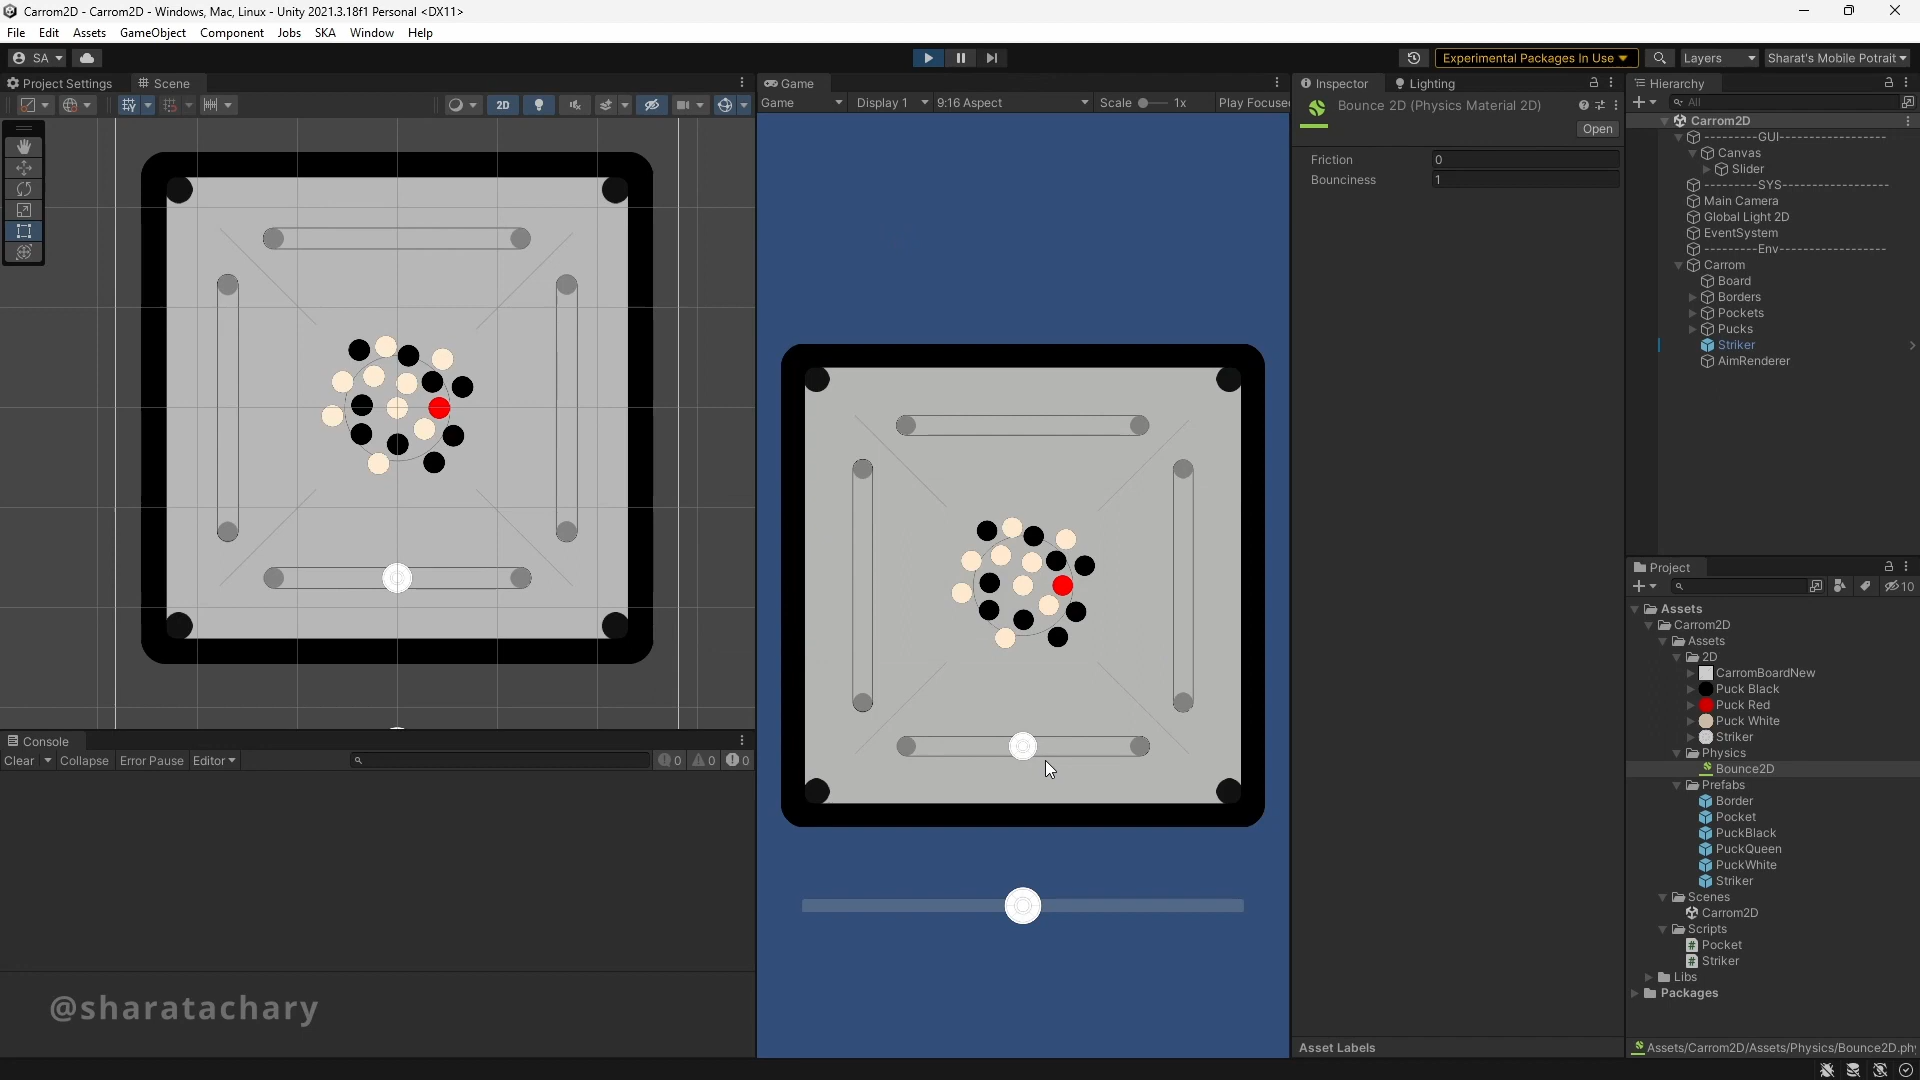 Carrom2D - Carrom2D - Windows, Mac, Linux - Unity 2021.3.18f1 Personal <DX11>
File Edit Assets GameObject Component Jobs SKA Window Help
SA
Experimental Packages In Use
Layers
Sharat's Mobile Potrait
Project Settings
Scene
2D
Game
Game
Display 1
9:16 Aspect
Scale
1x
Play Focused
Inspector
Lighting
Bounce 2D (Physics Material 2D)
Open
Friction
0
Bounciness
1
Asset Labels
Hierarchy
All
Carrom2D
---------GUI------------------
Canvas
Slider
---------SYS------------------
Main Camera
Global Light 2D
EventSystem
---------Env------------------
Carrom
Board
Borders
Pockets
Pucks
Striker
AimRenderer
Project
10
Assets
Carrom2D
Assets
2D
CarromBoardNew
Puck Black
Puck Red
Puck White
Striker
Physics
Bounce2D
Prefabs
Border
Pocket
PuckBlack
PuckQueen
PuckWhite
Striker
Scenes
Carrom2D
Scripts
Pocket
Striker
Libs
Packages
Assets/Carrom2D/Assets/Physics/Bounce2D.phy
Console
Clear
Collapse
Error Pause
Editor
0
0
0
@sharatachary